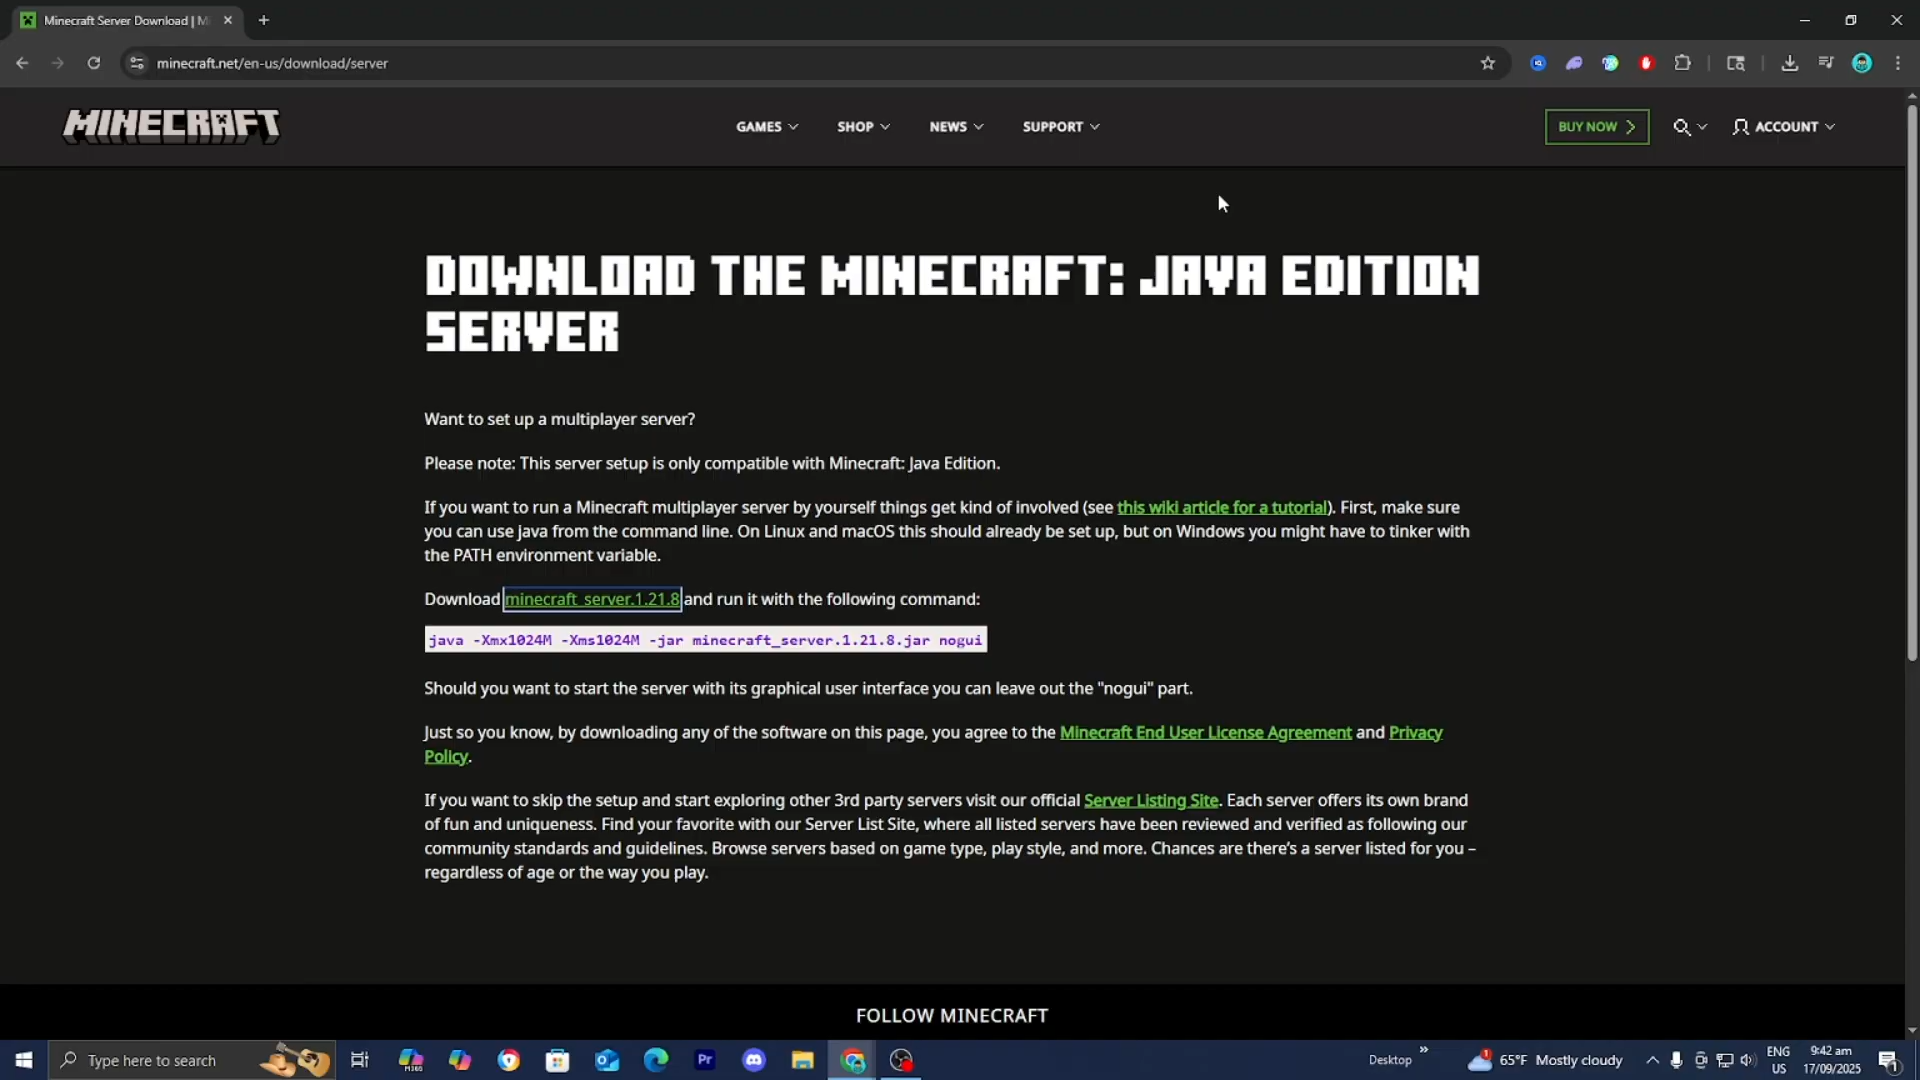 Minecraft Server Download | M
minecraft.net/en-us/download/server
MINECRAFT
GAMES
SHOP
NEWS
SUPPORT
BUY NOW
ACCOUNT
DOWNLOAD THE MINECRAFT: JAVA EDITION
SERVER
Want to set up a multiplayer server?
Please note: This server setup is only compatible with Minecraft: Java Edition.
If you want to run a Minecraft multiplayer server by yourself things get kind of involved (see this wiki article for a tutorial). First, make sure
you can use java from the command line. On Linux and macOS this should already be set up, but on Windows you might have to tinker with
the PATH environment variable.
Download minecraft_server.1.21.8 and run it with the following command:
java -Xmx1024M -Xms1024M -jar minecraft_server.1.21.8.jar nogui
Should you want to start the server with its graphical user interface you can leave out the "nogui" part.
Just so you know, by downloading any of the software on this page, you agree to the Minecraft End User License Agreement and Privacy
Policy.
If you want to skip the setup and start exploring other 3rd party servers visit our official Server Listing Site. Each server offers its own brand
of fun and uniqueness. Find your favorite with our Server List Site, where all listed servers have been reviewed and verified as following our
community standards and guidelines. Browse servers based on game type, play style, and more. Chances are there's a server listed for you –
regardless of age or the way you play.
FOLLOW MINECRAFT
Type here to search
M365
Pr
Desktop
1
65°F Mostly cloudy
ENG
US
9:42 am
17/09/2025
1